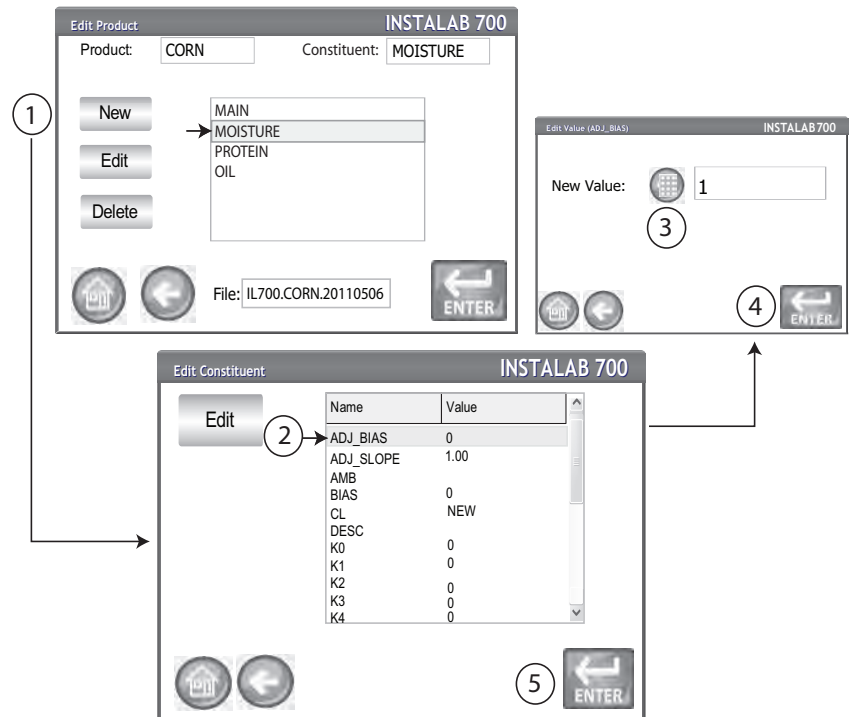 Edit Product INSTALAB 700
Product: CORN Constituent: MOISTURE
1
New
Edit
Delete
MAIN
MOISTURE
PROTEIN
OIL
File: IL700.CORN.20110506
ENTER
Edit Value (ADJ_BIAS) INSTALAB700
New Value: 1
3
4
ENTER
Edit Constituent INSTALAB 700
Edit
2
Name Value
ADJ_BIAS 0
ADJ_SLOPE 1.00
AMB
BIAS 0
CL NEW
DESC
K0 0
K1 0
K2 0
K3 0
K4 0
5
ENTER